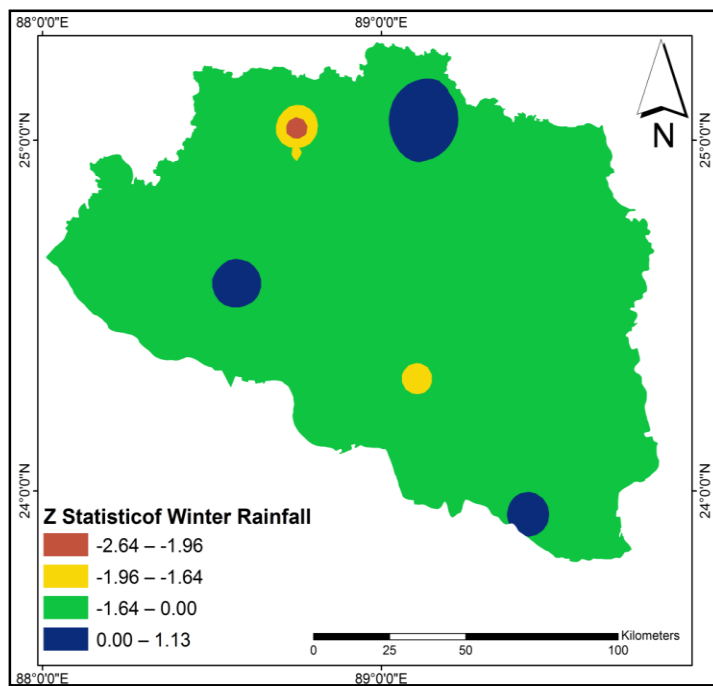 88°0'0"E 89°0'0"E
N
25°0'0"N 25°0'0"N
24°0'0"N 24°0'0"N
Z Statisticof Winter Rainfall
-2.64 – -1.96
-1.96 – -1.64
-1.64 – 0.00
0.00 – 1.13
Kilometers
0 25 50 100
88°0'0"E 89°0'0"E